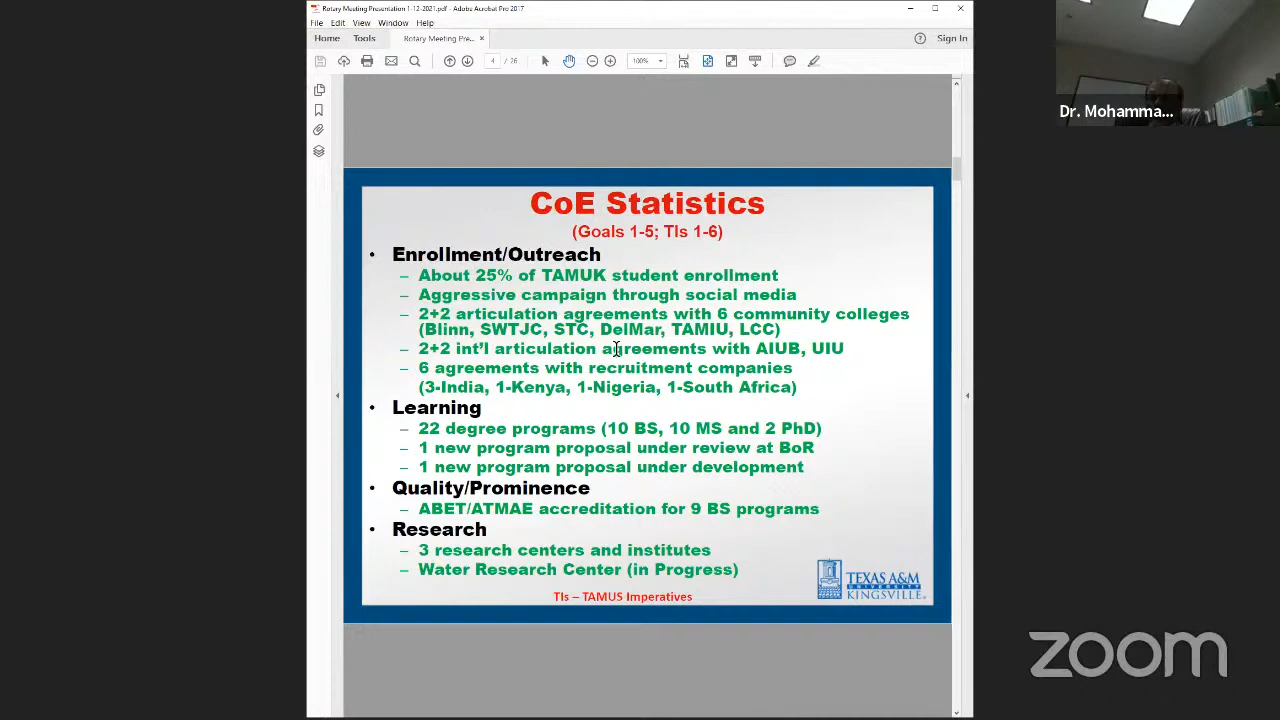 Rotary Meeting Presentation 1-12-2021.pdf - Adobe Acrobat Pro 2017
File Edit View Window Help
Home Tools Rotary Meeting Pre... × Sign In
4 / 26 100%
Dr. Mohamma...
CoE Statistics
(Goals 1-5; TIs 1-6)
• Enrollment/Outreach
– About 25% of TAMUK student enrollment
– Aggressive campaign through social media
– 2+2 articulation agreements with 6 community colleges
(Blinn, SWTJC, STC, DelMar, TAMIU, LCC)
– 2+2 int'l articulation agreements with AIUB, UIU
– 6 agreements with recruitment companies
(3-India, 1-Kenya, 1-Nigeria, 1-South Africa)
• Learning
– 22 degree programs (10 BS, 10 MS and 2 PhD)
– 1 new program proposal under review at BoR
– 1 new program proposal under development
• Quality/Prominence
– ABET/ATMAE accreditation for 9 BS programs
• Research
– 3 research centers and institutes
– Water Research Center (in Progress)
TEXAS A&M
UNIVERSITY
KINGSVILLE
TIs – TAMUS Imperatives
zoom